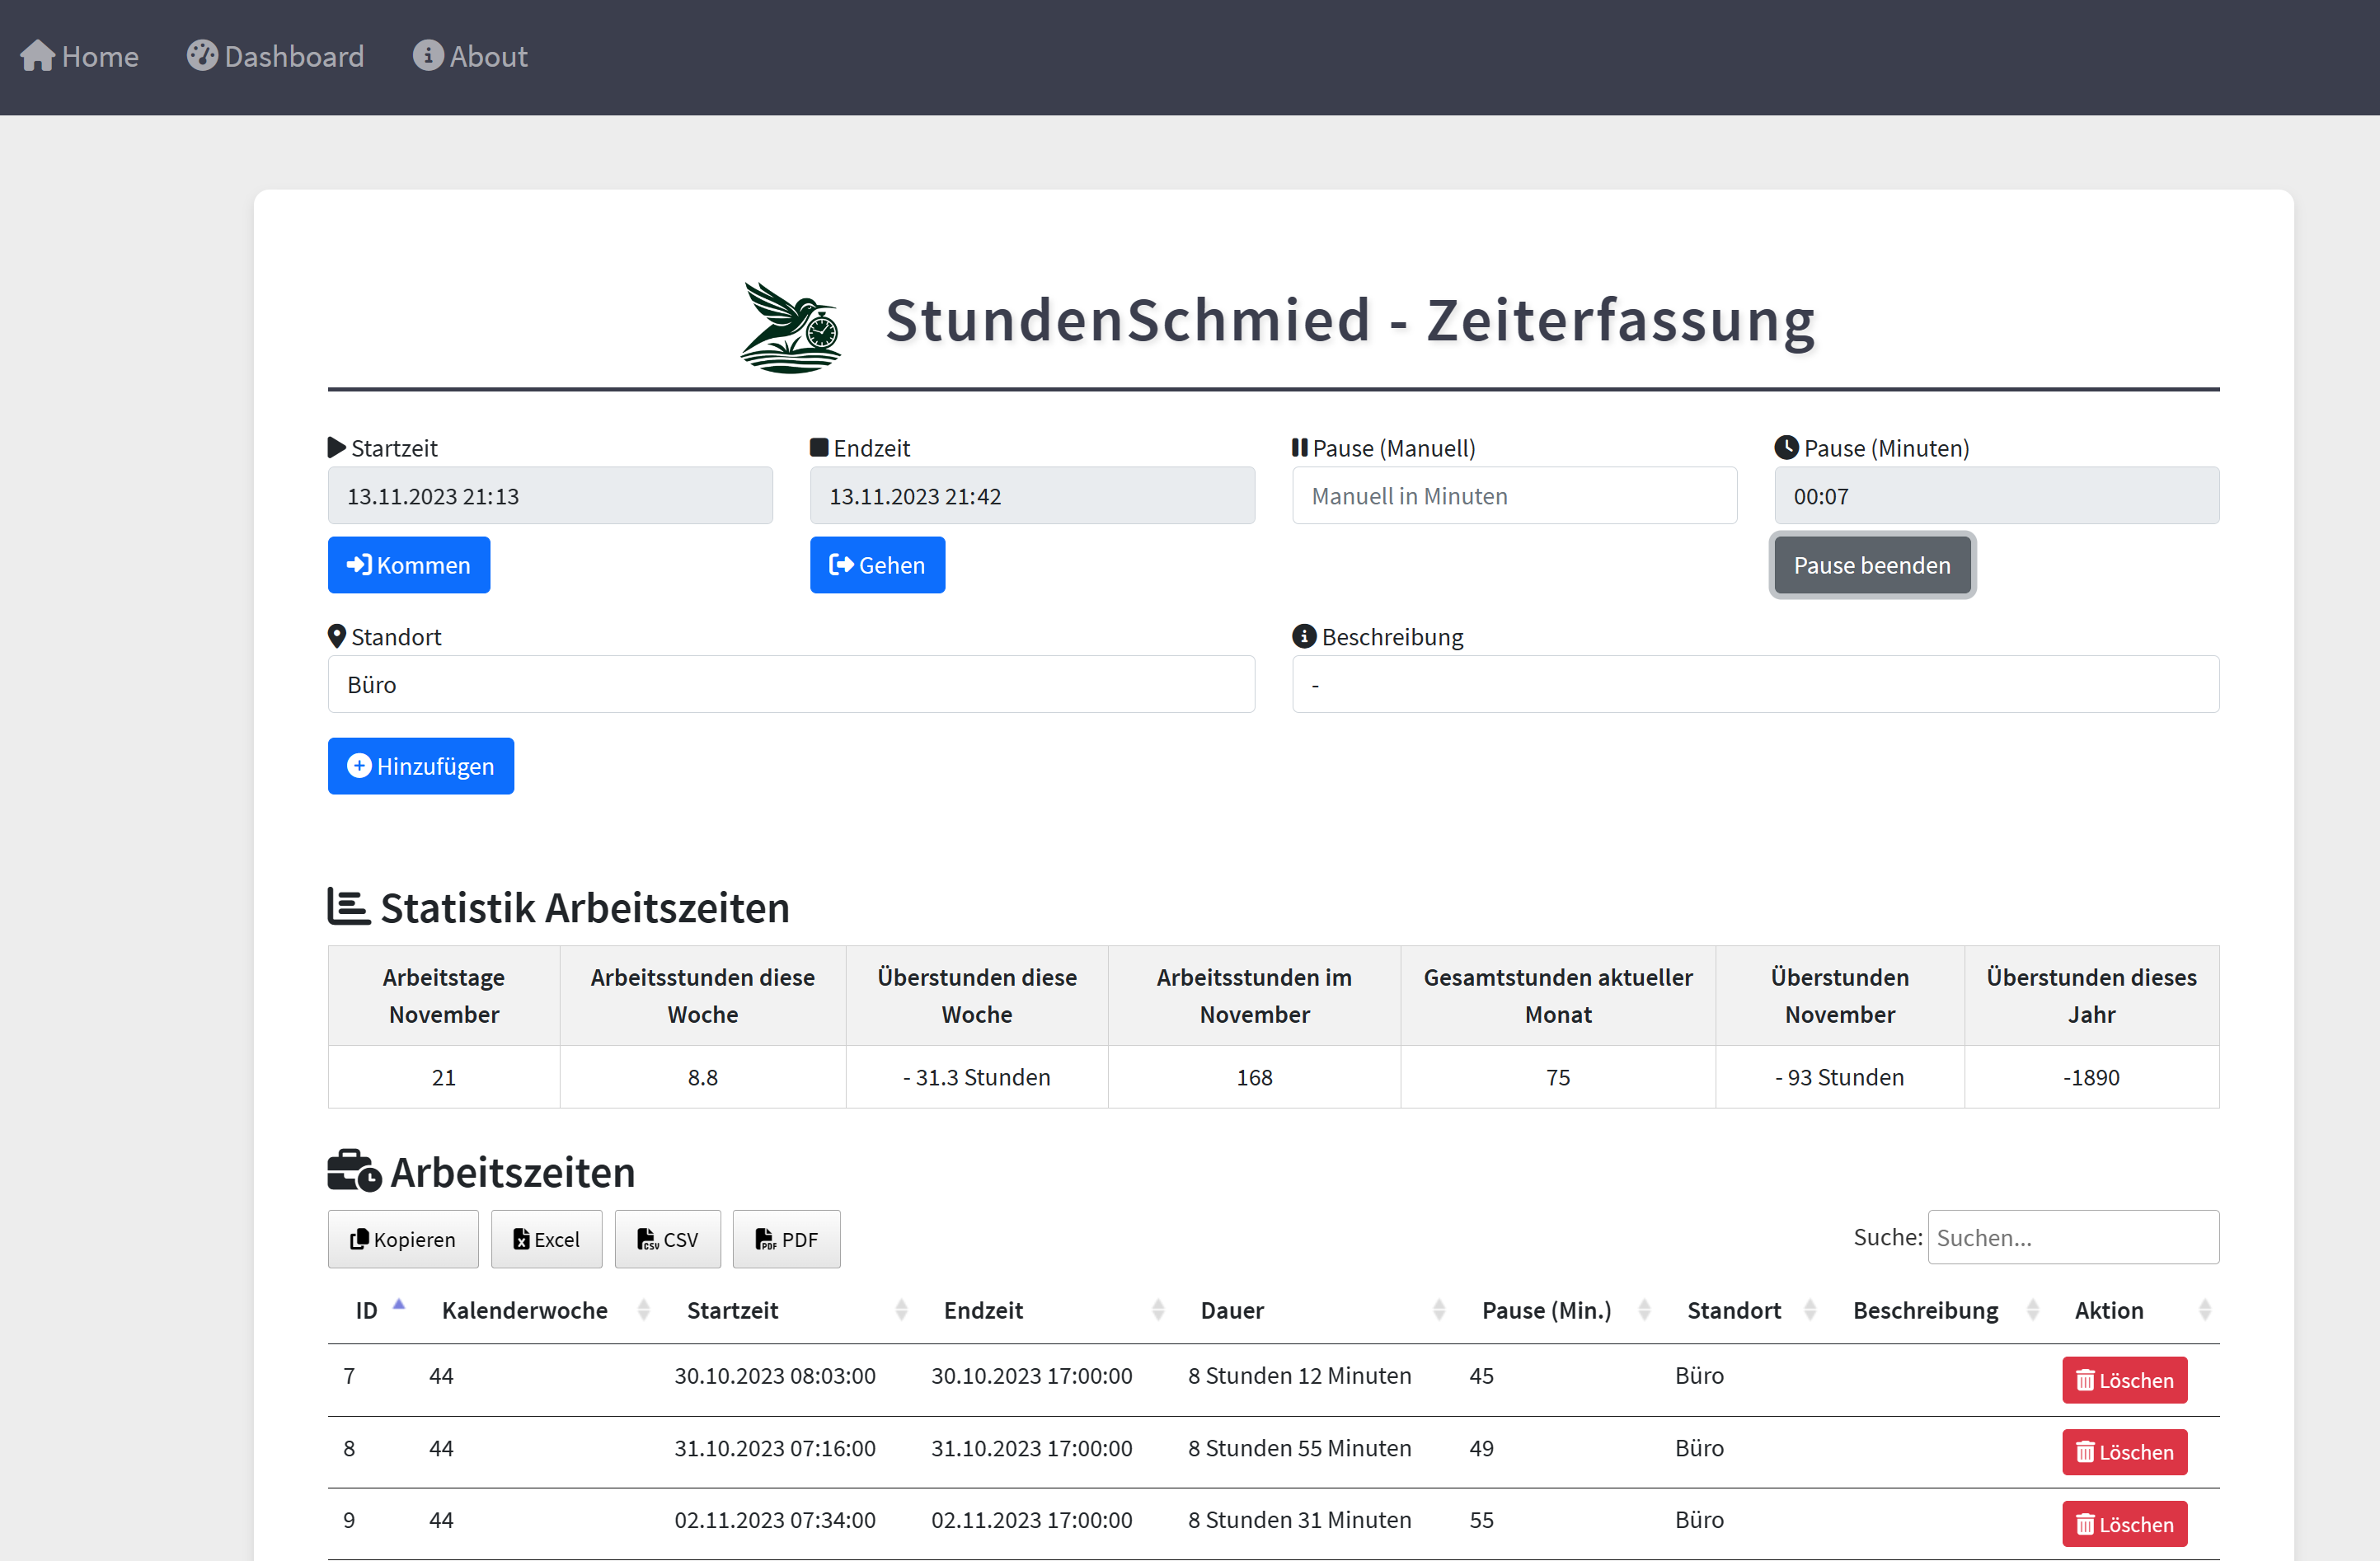 Home Dashboard About
StundenSchmied - Zeiterfassung
Startzeit Endzeit Pause (Manuell) Pause (Minuten)
13.11.2023 21:13 13.11.2023 21:42 Manuell in Minuten 00:07
Kommen Gehen Pause beenden
Standort Beschreibung
Büro -
Hinzufügen
Statistik Arbeitszeiten
Arbeitstage November Arbeitsstunden diese Woche Überstunden diese Woche Arbeitsstunden im November Gesamtstunden aktueller Monat Überstunden November Überstunden dieses Jahr
21 8.8 - 31.3 Stunden 168 75 - 93 Stunden -1890
Arbeitszeiten
Kopieren Excel CSV PDF Suche: Suchen...
ID Kalenderwoche Startzeit Endzeit Dauer Pause (Min.) Standort Beschreibung Aktion
7 44 30.10.2023 08:03:00 30.10.2023 17:00:00 8 Stunden 12 Minuten 45 Büro Löschen
8 44 31.10.2023 07:16:00 31.10.2023 17:00:00 8 Stunden 55 Minuten 49 Büro Löschen
9 44 02.11.2023 07:34:00 02.11.2023 17:00:00 8 Stunden 31 Minuten 55 Büro Löschen